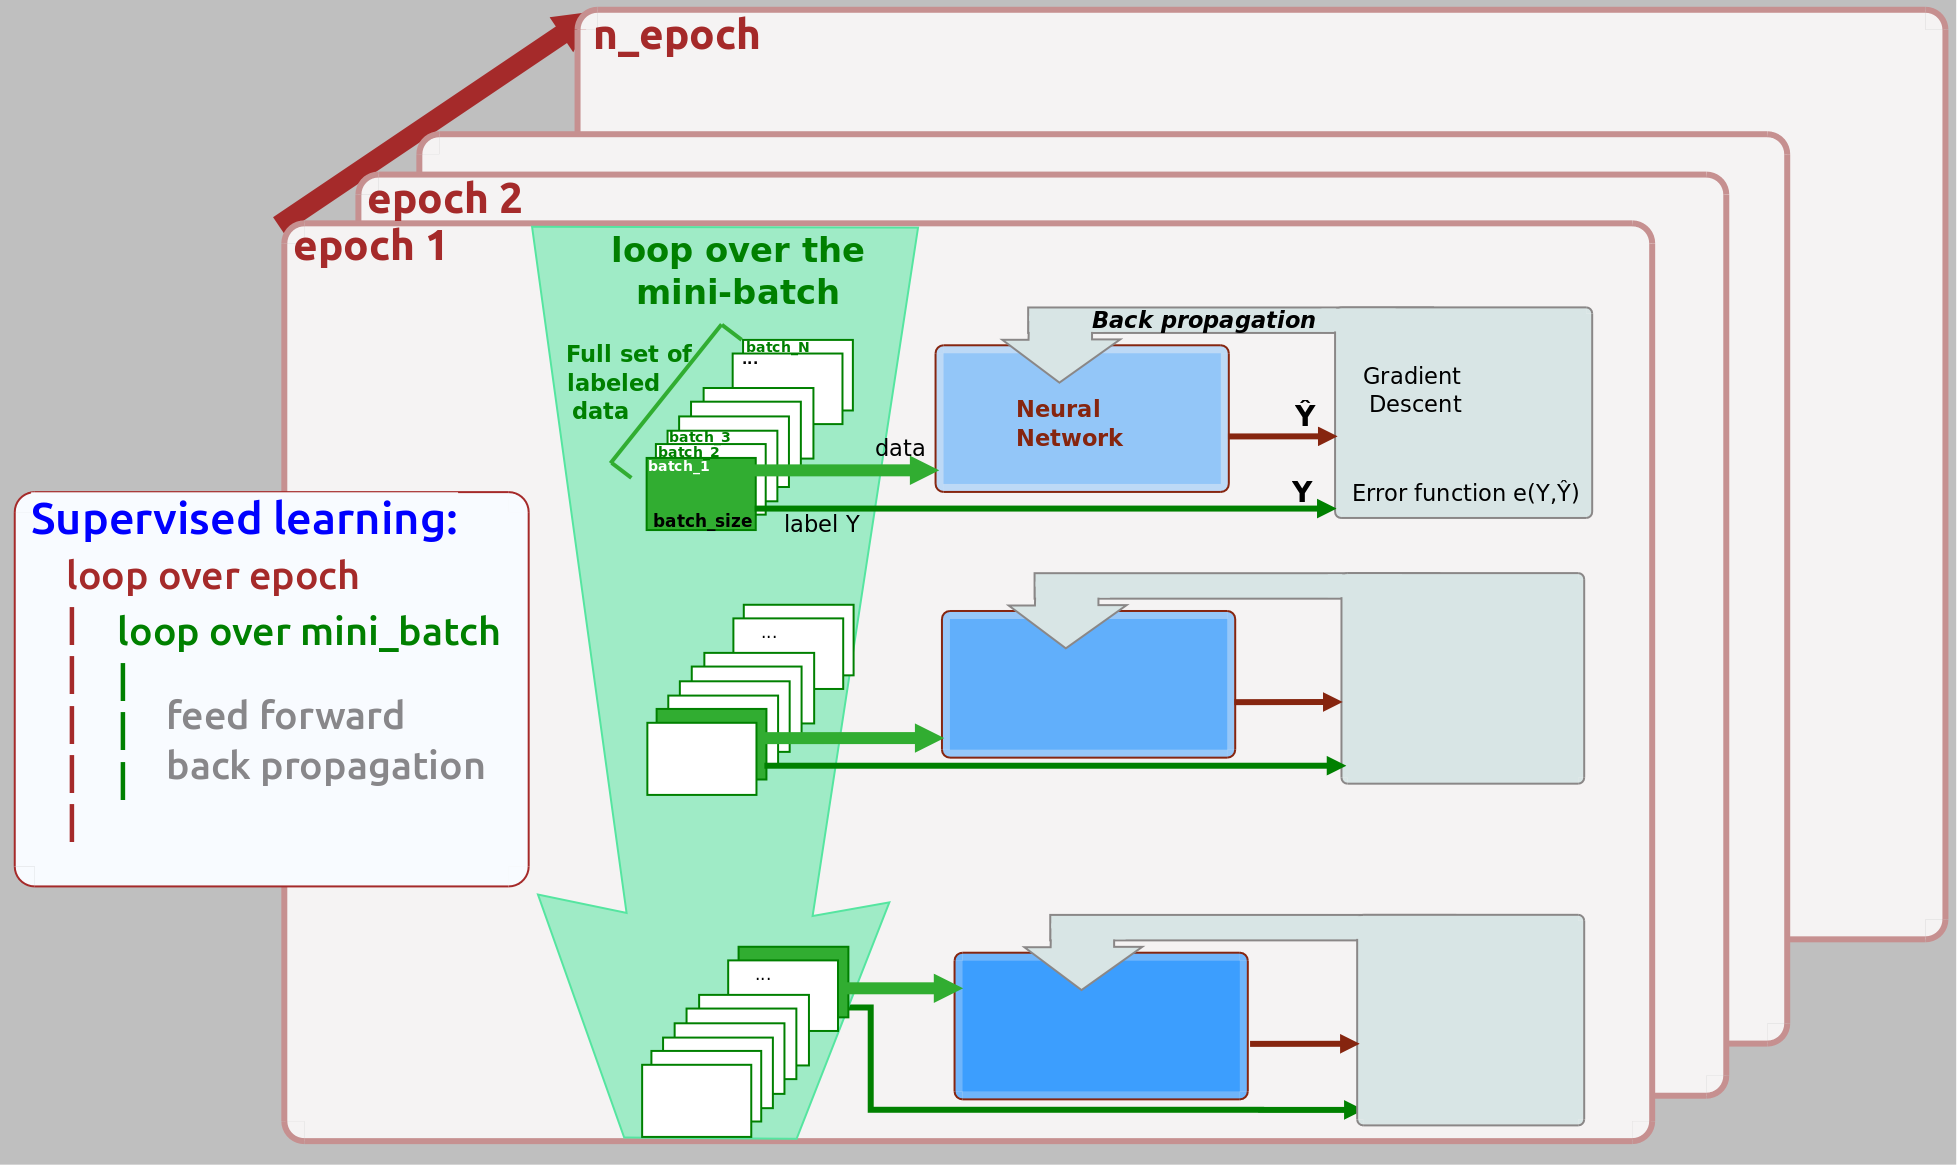 n_epoch
epoch 2
epoch 1
loop over the
mini-batch
Full set of
labeled
data
batch_N
...
batch_3
batch_2
batch_1
batch_size
data
label Y
Back propagation
Neural
Network
Ŷ
Y
Gradient
Descent
Error function e(Y,Ŷ)
Supervised learning:
loop over epoch
loop over mini_batch
feed forward
back propagation
...
...